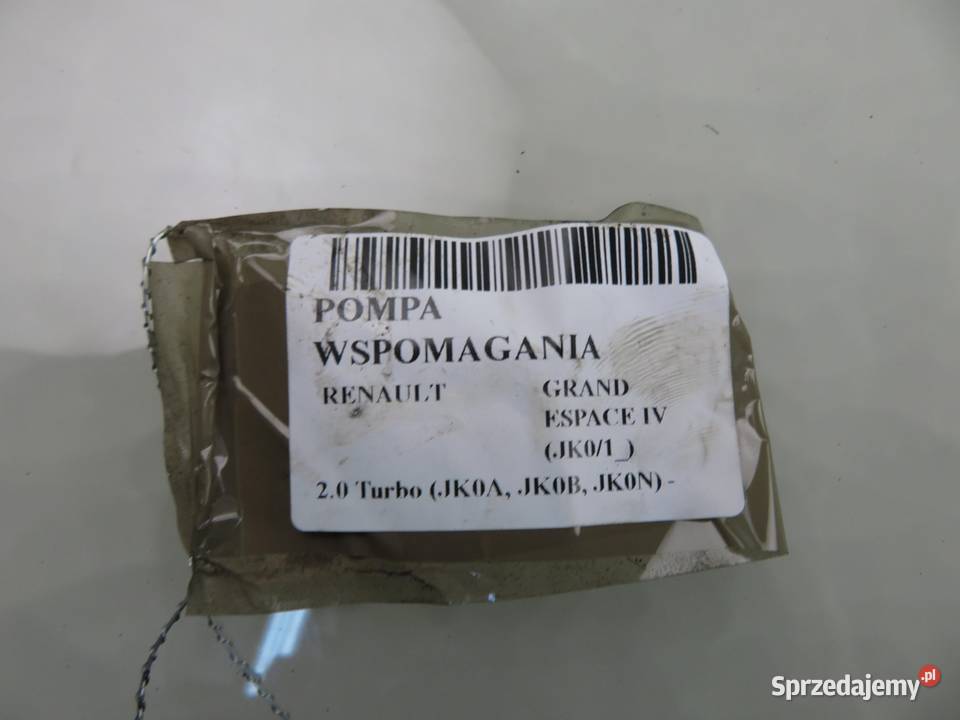 POMPA
WSPOMAGANIA
RENAULT GRAND
ESPACE IV
(JK0/1_)
2.0 Turbo (JK0A, JK0B, JK0N) -
Sprzedajemy.pl